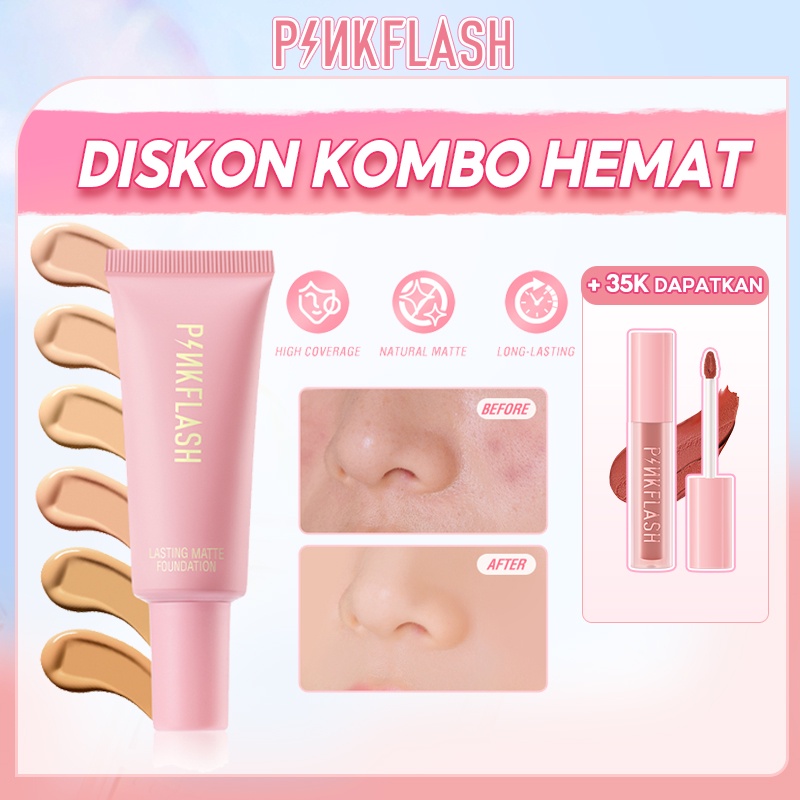 PINKFLASH
DISKON KOMBO HEMAT
HIGH COVERAGE
NATURAL MATTE
LONG-LASTING
+ 35K DAPATKAN
PINKFLASH
LASTING MATTE
FOUNDATION
BEFORE
AFTER
PINKFLASH